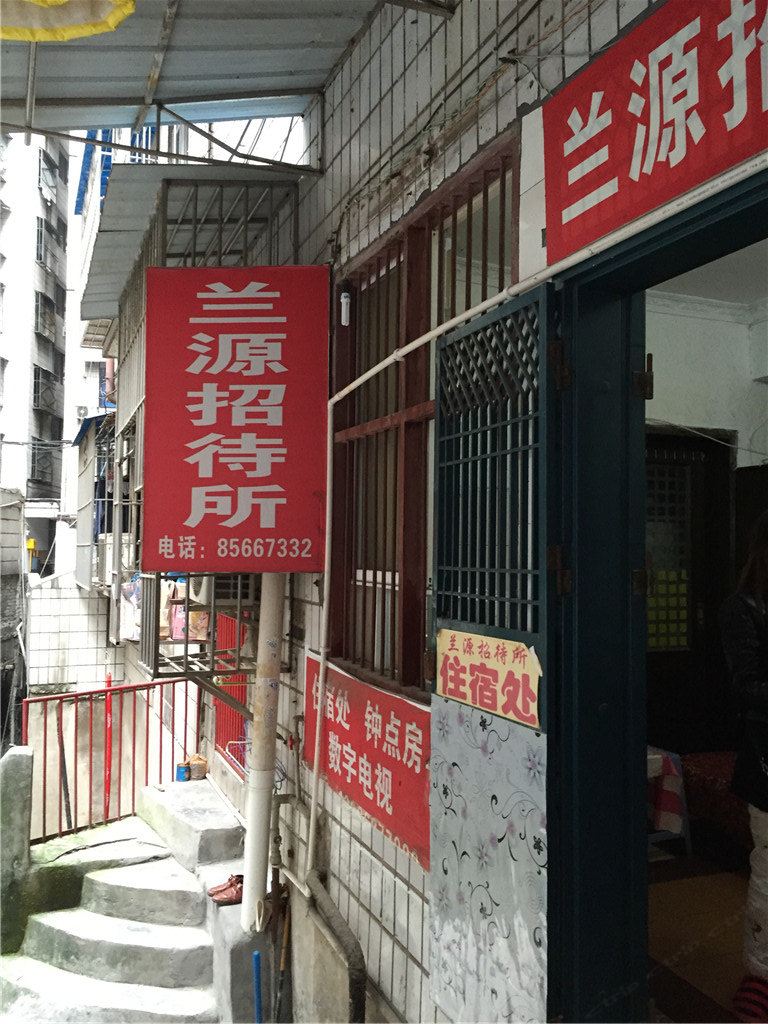 兰源招
兰源招待所
电话：85667332
兰源招待所
住宿处
住宿处 钟点房
数字电视